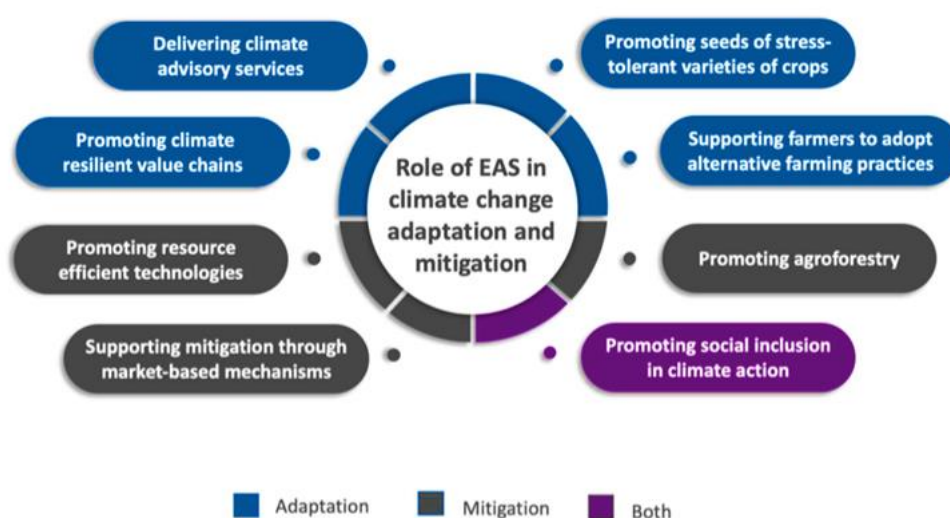 Delivering climate
advisory services
Promoting seeds of stress-
tolerant varieties of crops
Promoting climate
resilient value chains
Supporting farmers to adopt
alternative farming practices
Role of EAS in
climate change
adaptation and
mitigation
Promoting resource
efficient technologies
Promoting agroforestry
Supporting mitigation through
market-based mechanisms
Promoting social inclusion
in climate action
Adaptation
Mitigation
Both